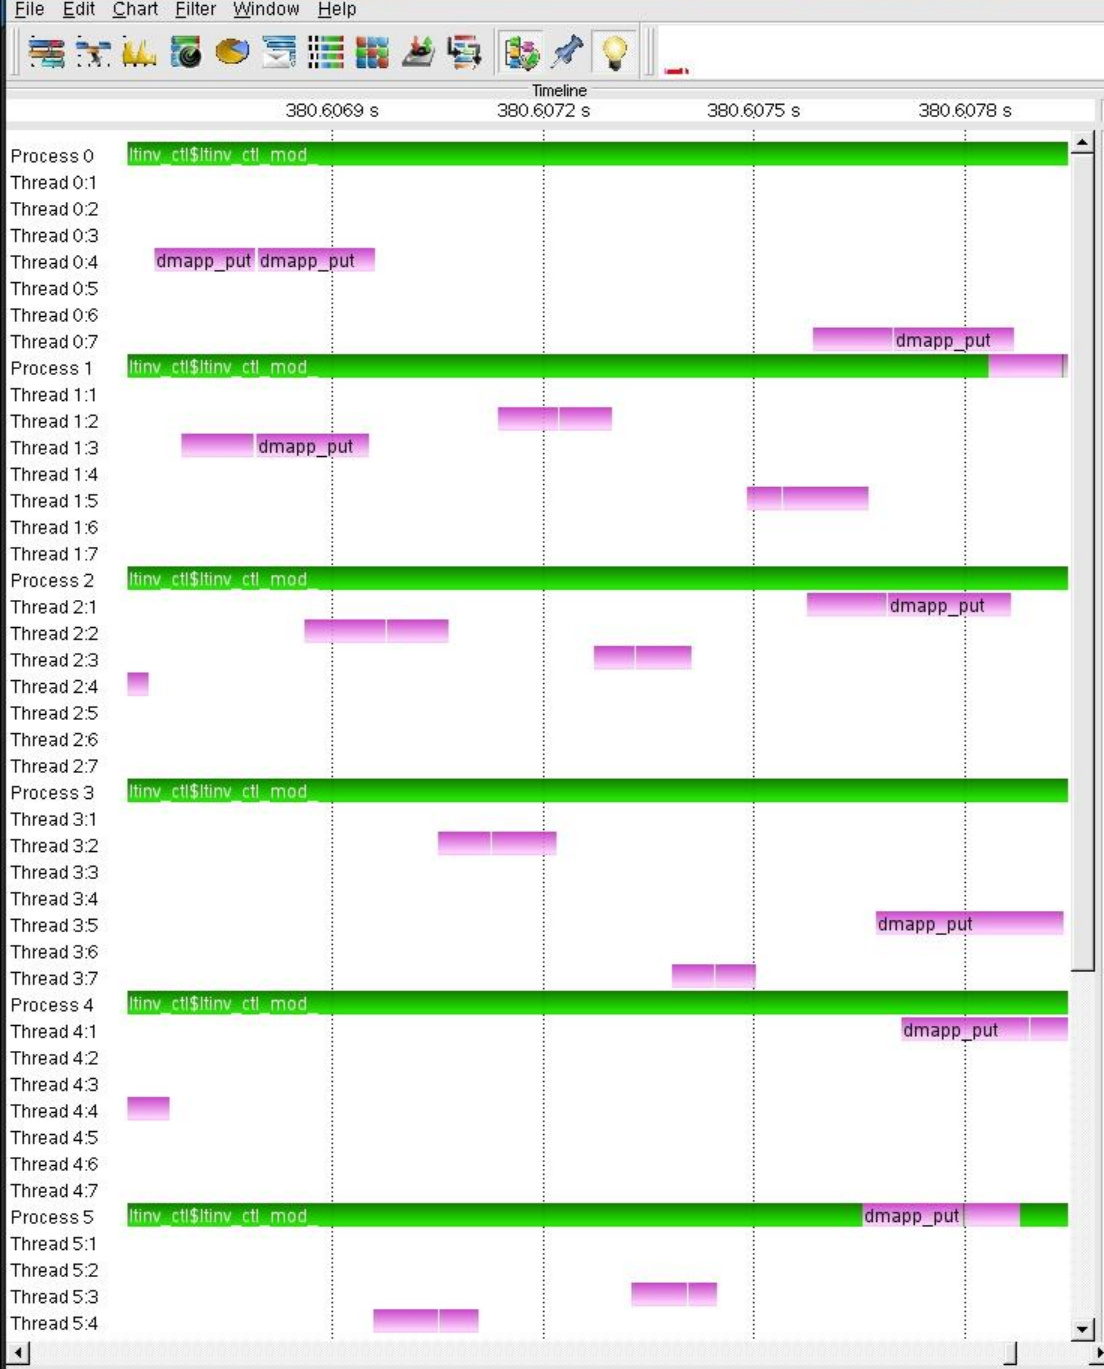 File Edit Chart Filter Window Help
Timeline
380.6069 s 380.6072 s 380.6075 s 380.6078 s
Process 0 ltinv_ctl$ltinv_ctl_mod_
Thread 0:1
Thread 0:2
Thread 0:3
Thread 0:4 dmapp_put dmapp_put
Thread 0:5
Thread 0:6
Thread 0:7 dmapp_put
Process 1 ltinv_ctl$ltinv_ctl_mod_
Thread 1:1
Thread 1:2
Thread 1:3 dmapp_put
Thread 1:4
Thread 1:5
Thread 1:6
Thread 1:7
Process 2 ltinv_ctl$ltinv_ctl_mod_
Thread 2:1 dmapp_put
Thread 2:2
Thread 2:3
Thread 2:4
Thread 2:5
Thread 2:6
Thread 2:7
Process 3 ltinv_ctl$ltinv_ctl_mod_
Thread 3:1
Thread 3:2
Thread 3:3
Thread 3:4
Thread 3:5 dmapp_put
Thread 3:6
Thread 3:7
Process 4 ltinv_ctl$ltinv_ctl_mod_
Thread 4:1 dmapp_put
Thread 4:2
Thread 4:3
Thread 4:4
Thread 4:5
Thread 4:6
Thread 4:7
Process 5 ltinv_ctl$ltinv_ctl_mod_ dmapp_put
Thread 5:1
Thread 5:2
Thread 5:3
Thread 5:4